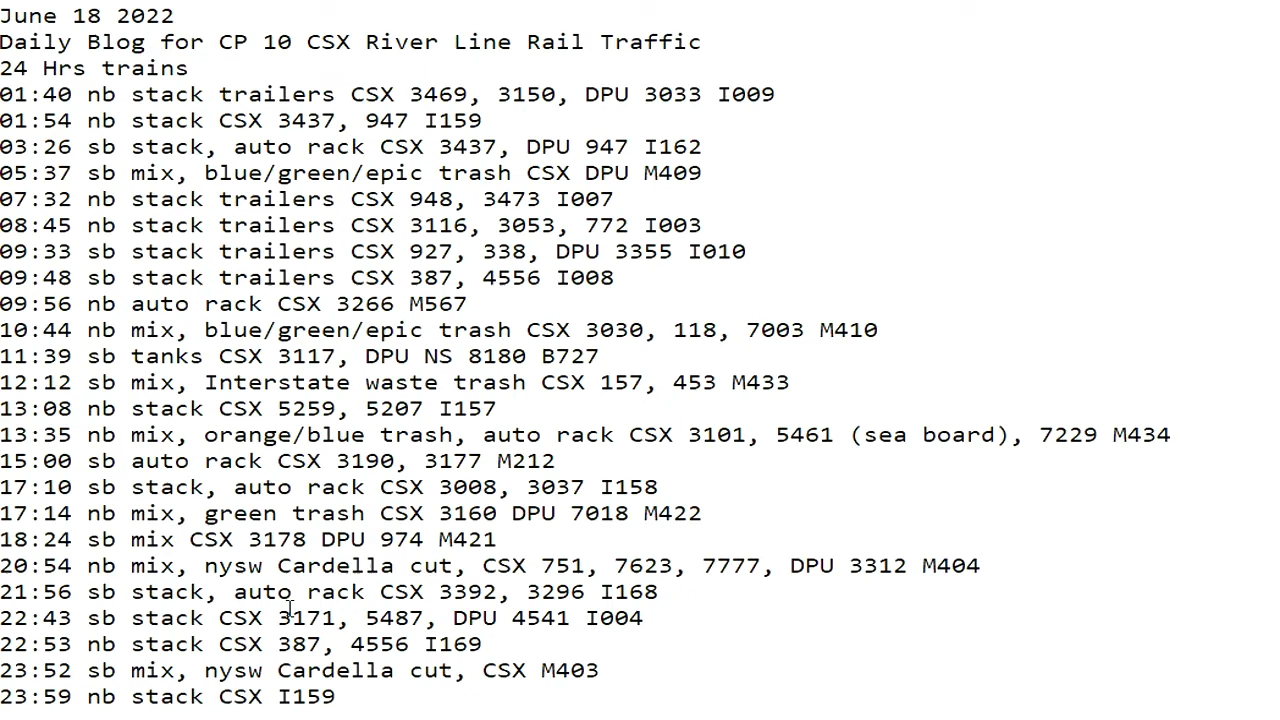 June 18 2022
Daily Blog for CP 10 CSX River Line Rail Traffic
24 Hrs trains
01:40 nb stack trailers CSX 3469, 3150, DPU 3033 I009
01:54 nb stack CSX 3437, 947 I159
03:26 sb stack, auto rack CSX 3437, DPU 947 I162
05:37 sb mix, blue/green/epic trash CSX DPU M409
07:32 nb stack trailers CSX 948, 3473 I007
08:45 nb stack trailers CSX 3116, 3053, 772 I003
09:33 sb stack trailers CSX 927, 338, DPU 3355 I010
09:48 sb stack trailers CSX 387, 4556 I008
09:56 nb auto rack CSX 3266 M567
10:44 nb mix, blue/green/epic trash CSX 3030, 118, 7003 M410
11:39 sb tanks CSX 3117, DPU NS 8180 B727
12:12 sb mix, Interstate waste trash CSX 157, 453 M433
13:08 nb stack CSX 5259, 5207 I157
13:35 nb mix, orange/blue trash, auto rack CSX 3101, 5461 (sea board), 7229 M434
15:00 sb auto rack CSX 3190, 3177 M212
17:10 sb stack, auto rack CSX 3008, 3037 I158
17:14 nb mix, green trash CSX 3160 DPU 7018 M422
18:24 sb mix CSX 3178 DPU 974 M421
20:54 nb mix, nysw Cardella cut, CSX 751, 7623, 7777, DPU 3312 M404
21:56 sb stack, auto rack CSX 3392, 3296 I168
22:43 sb stack CSX 3171, 5487, DPU 4541 I004
22:53 nb stack CSX 387, 4556 I169
23:52 sb mix, nysw Cardella cut, CSX M403
23:59 nb stack CSX I159